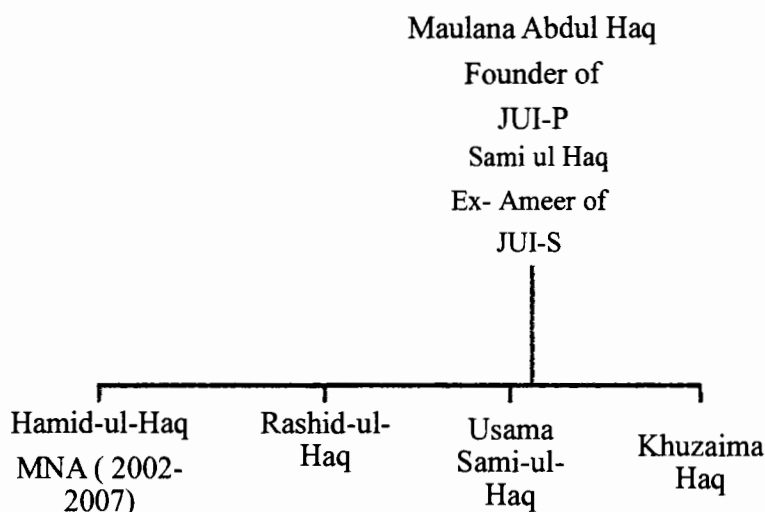 Maulana Abdul Haq
Founder of
JUI-P
Sami ul Haq
Ex- Ameer of
JUI-S
Hamid-ul-Haq
MNA ( 2002-
2007)
Rashid-ul-
Haq
Usama
Sami-ul-
Haq
Khuzaima
Haq